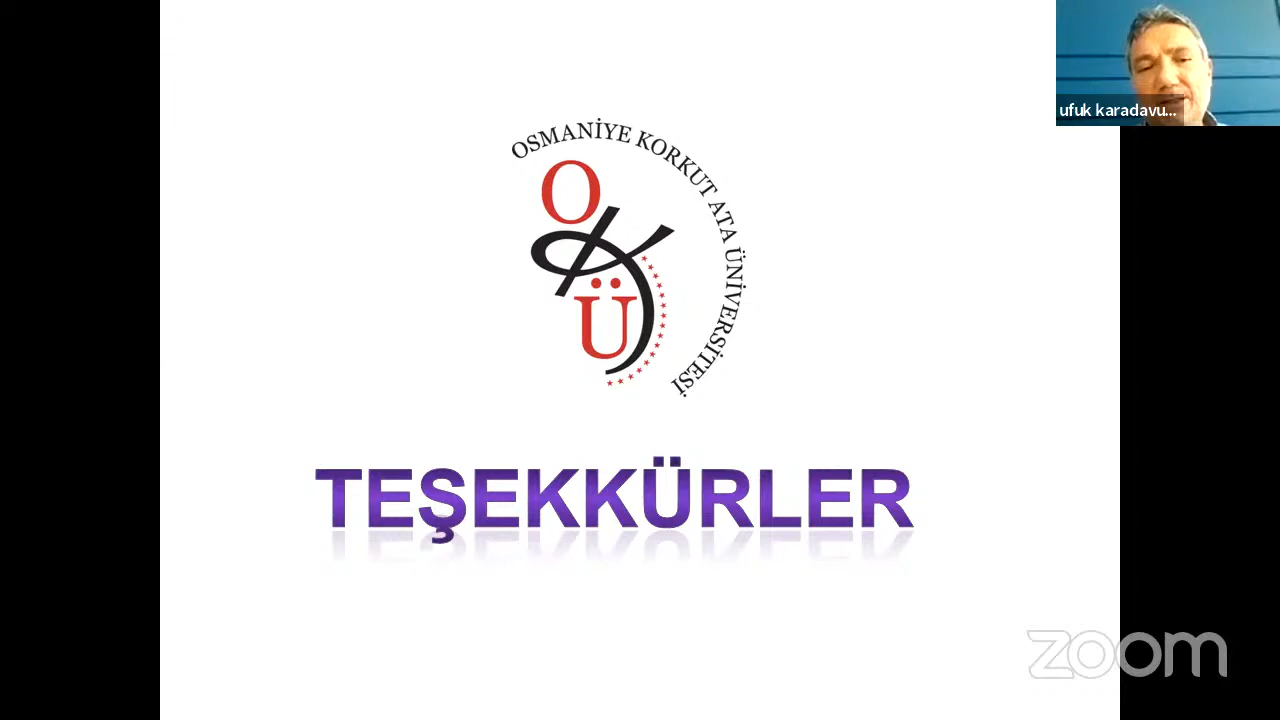 ufuk karadavu...
OSMANİYE KORKUT ATA ÜNİVERSİTESİ
O
K
Ü
TEŞEKKÜRLER
zoom